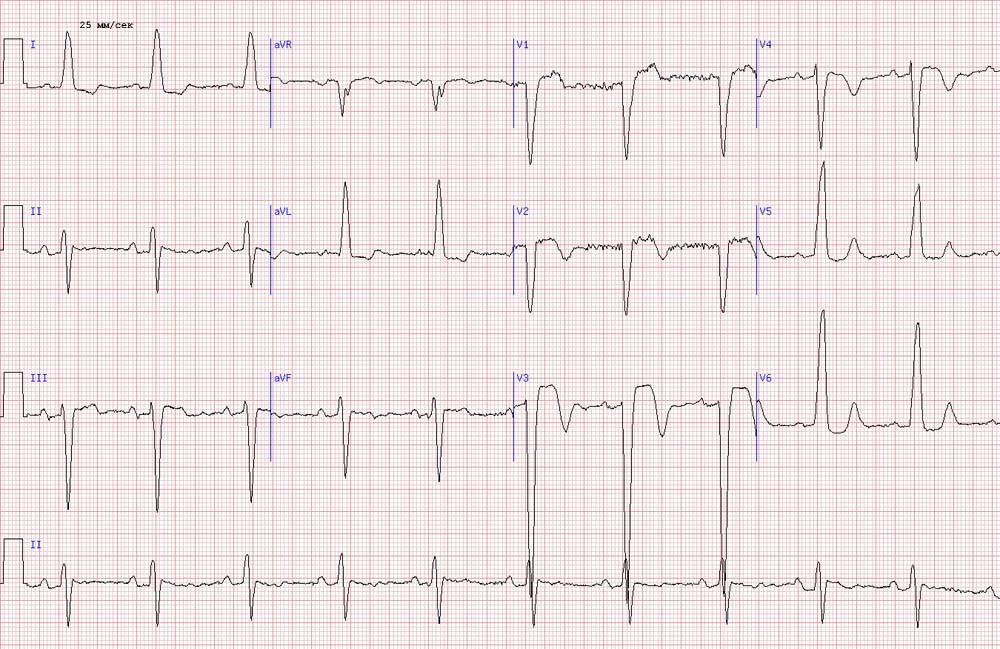 25 мм/сек
I aVR V1 V4
II aVL V2 V5
III aVF V3 V6
II